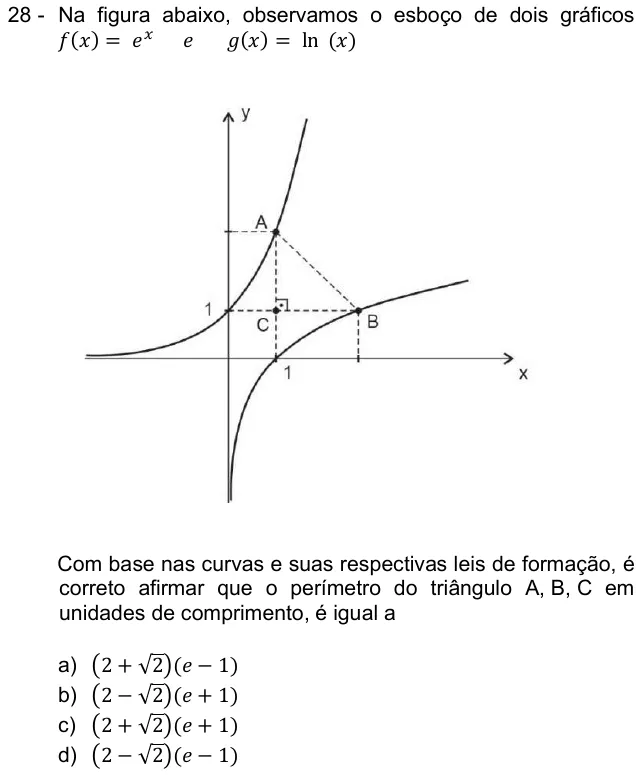 28 - Na figura abaixo, observamos o esboço de dois gráficos
f(x) = eˣ e g(x) = ln (x)
y
A
1
C
B
1
x
Com base nas curvas e suas respectivas leis de formação, é
correto afirmar que o perímetro do triângulo A, B, C em
unidades de comprimento, é igual a
a) (2 + √2)(e − 1)
b) (2 − √2)(e + 1)
c) (2 + √2)(e + 1)
d) (2 − √2)(e − 1)